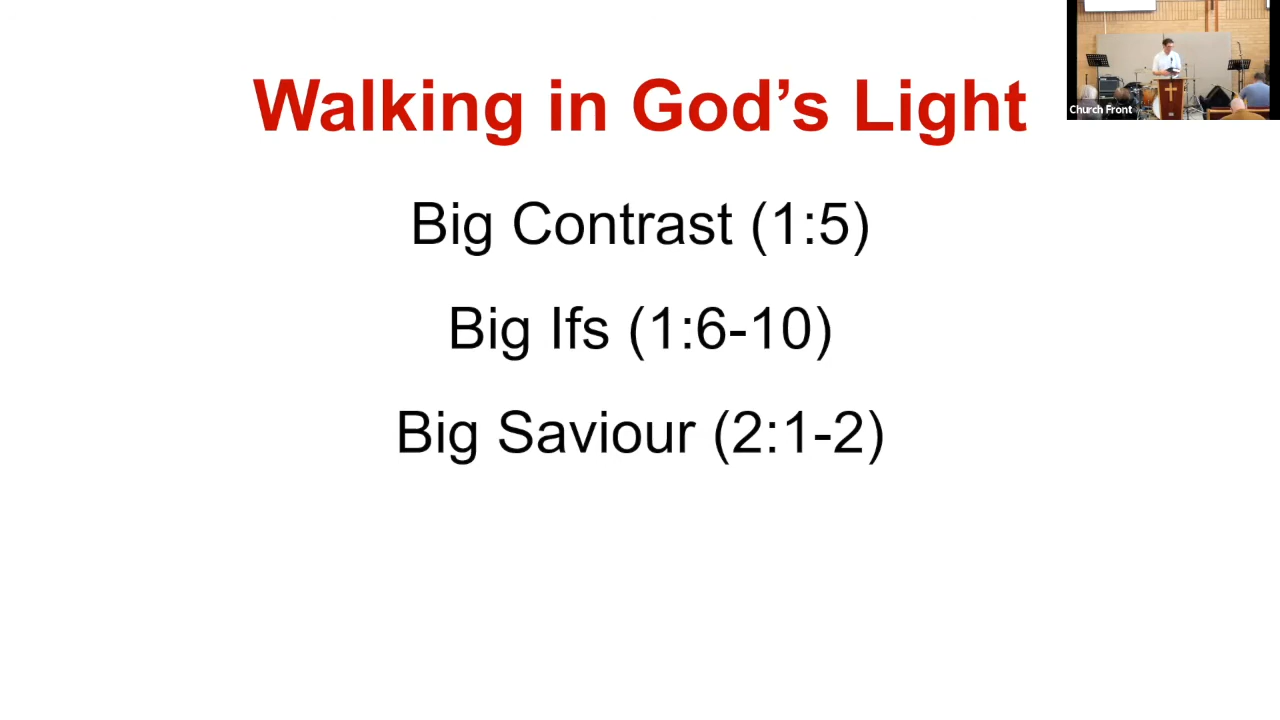 Walking in God’s Light
Big Contrast (1:5)
Big Ifs (1:6-10)
Big Saviour (2:1-2)
Church Front